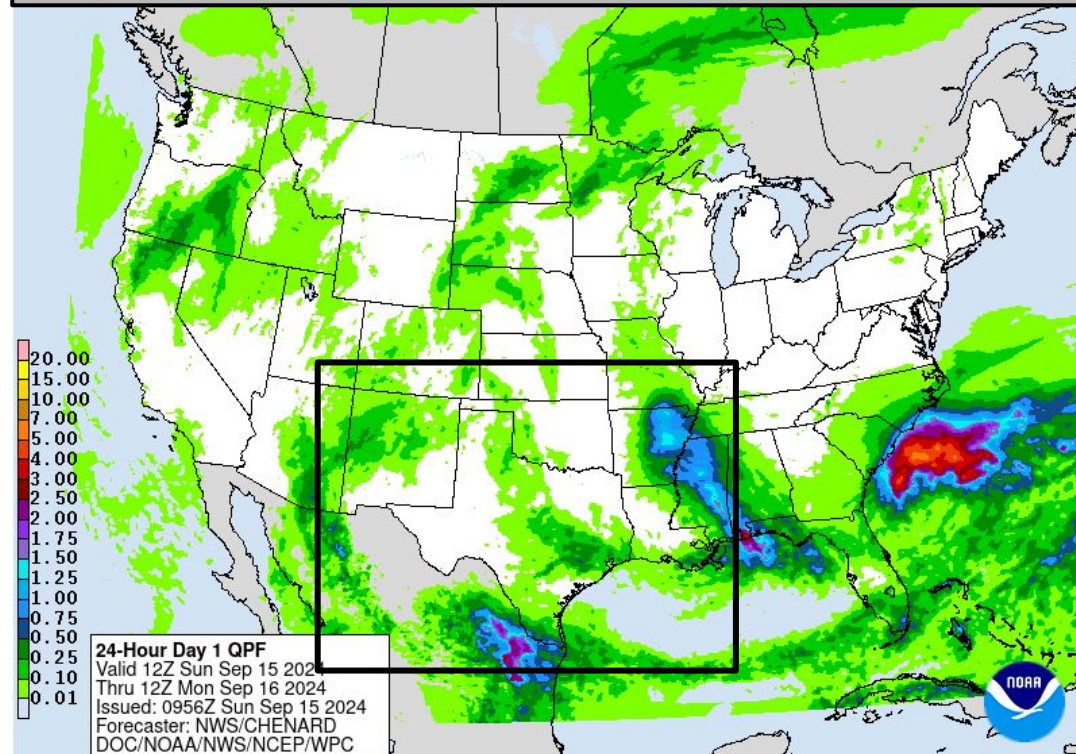 20.00
15.00
10.00
7.00
5.00
4.00
3.00
2.50
2.00
1.75
1.50
1.25
1.00
0.75
0.50
0.25
0.10
0.01
24-Hour Day 1 QPF
Valid 12Z Sun Sep 15 2024
Thru 12Z Mon Sep 16 2024
Issued: 0956Z Sun Sep 15 2024
Forecaster: NWS/CHENARD
DOC/NOAA/NWS/NCEP/WPC
NOAA